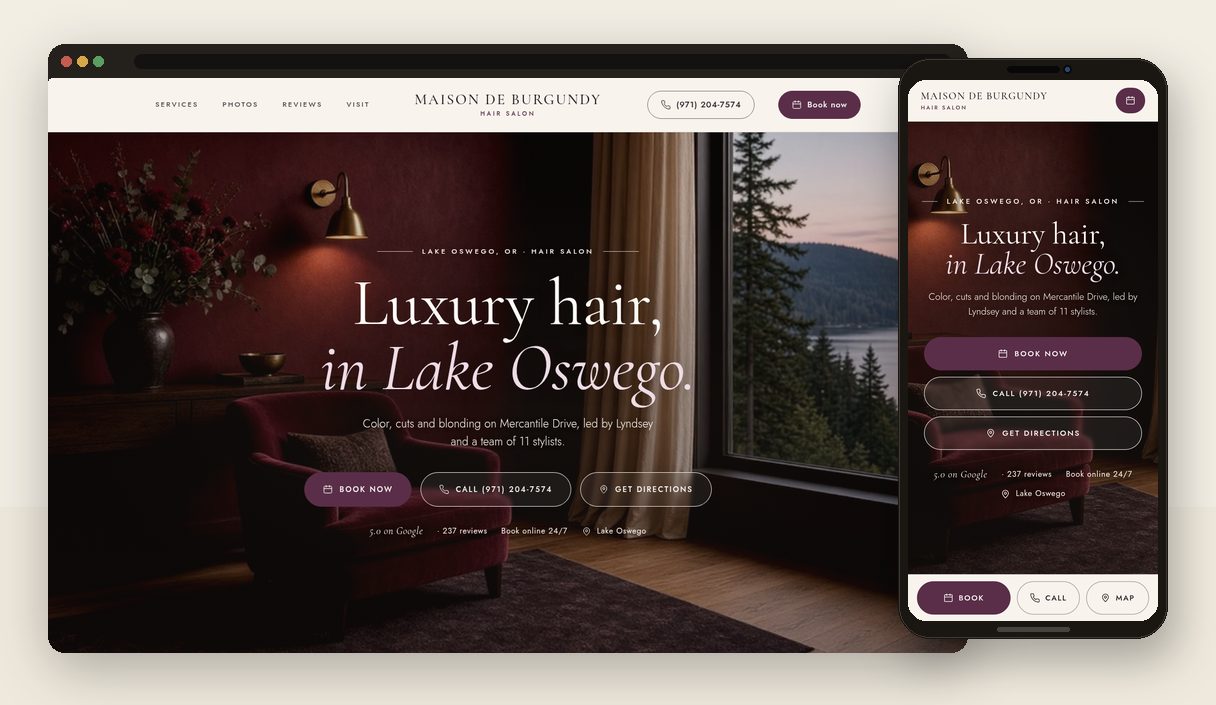 SERVICES PHOTOS REVIEWS VISIT
MAISON DE BURGUNDY
HAIR SALON
(971) 204-7574
Book now
LAKE OSWEGO, OR · HAIR SALON
Luxury hair,
in Lake Oswego.
Color, cuts and blonding on Mercantile Drive, led by Lyndsey
and a team of 11 stylists.
BOOK NOW
CALL (971) 204-7574
GET DIRECTIONS
5.0 on Google · 237 reviews Book online 24/7 Lake Oswego
MAISON DE BURGUNDY
HAIR SALON
LAKE OSWEGO, OR · HAIR SALON
Luxury hair,
in Lake Oswego.
Color, cuts and blonding on Mercantile Drive, led by
Lyndsey and a team of 11 stylists.
BOOK NOW
CALL (971) 204-7574
GET DIRECTIONS
5.0 on Google · 237 reviews Book online 24/7
Lake Oswego
BOOK CALL MAP